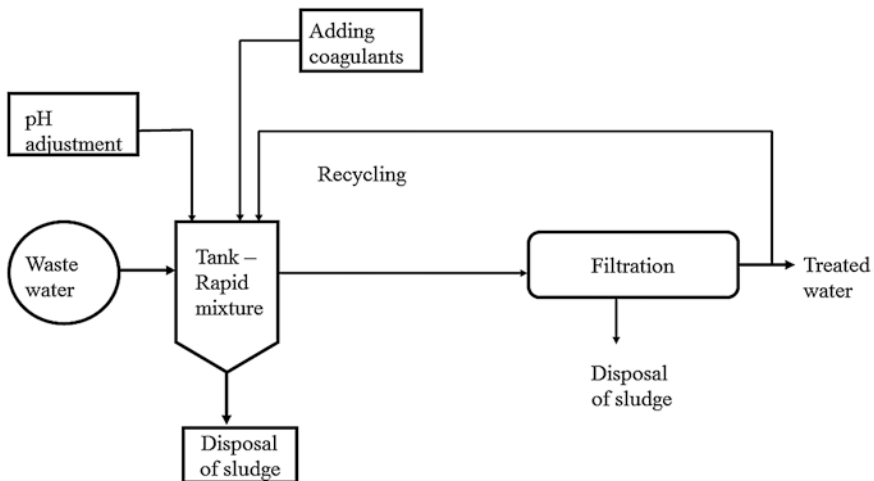 Adding
coagulants
pH
adjustment
Recycling
Waste
water
Tank –
Rapid
mixture
Filtration
Treated
water
Disposal
of sludge
Disposal
of sludge